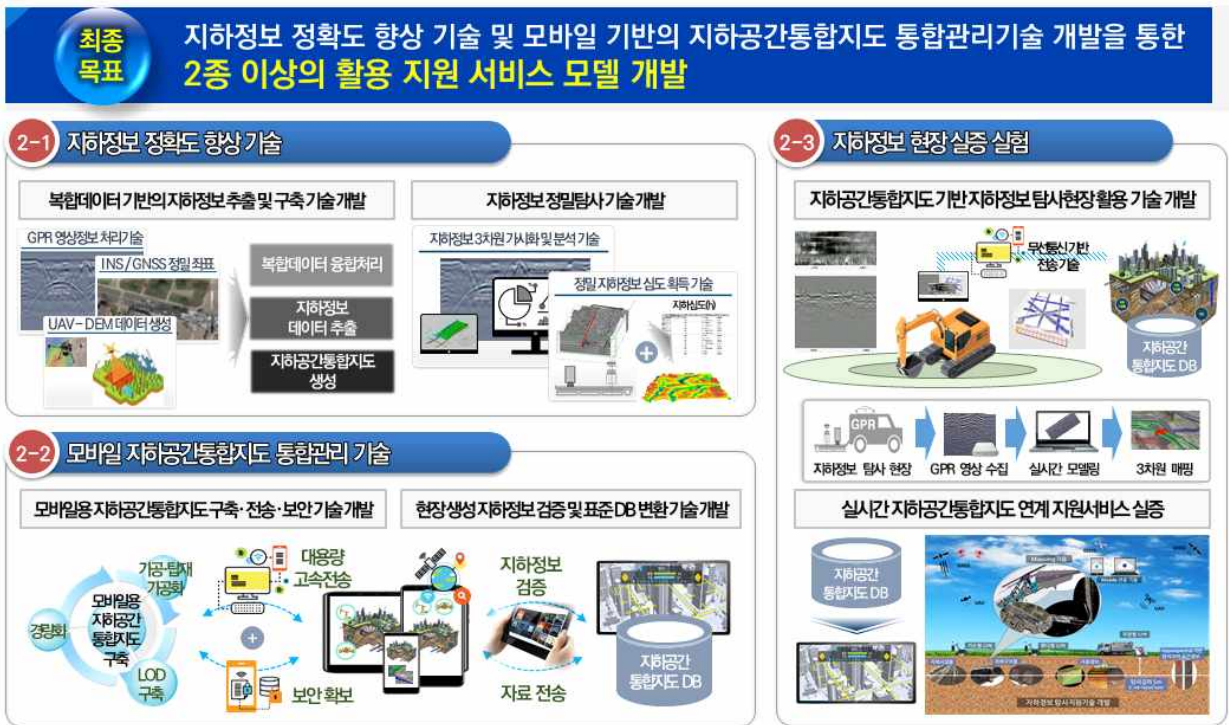 최종
목표
지하정보 정확도 향상 기술 및 모바일 기반의 지하공간통합지도 통합관리기술 개발을 통한
2종 이상의 활용 지원 서비스 모델 개발
2-1 지하정보 정확도 향상 기술
복합데이터 기반의 지하정보 추출 및 구축 기술 개발
GPR 영상정보 처리기술
INS/GNSS 정밀 좌표
UAV-DEM 데이터 생성
복합데이터 융합처리
지하정보
데이터 추출
지하공간통합지도
생성
지하정보 정밀탐사 기술 개발
지하정보 3차원 가시화 및 분석 기술
정밀 지하정보 심도 획득 기술
지하심도(h)
2-2 모바일 지하공간통합지도 통합관리 기술
모바일용 지하공간통합지도 구축·전송·보안 기술 개발
가공·탑재
가공화
경량화
모바일용
지하공간
통합지도
구축
LOD
구축
대용량
고속전송
보안 확보
현장 생성 지하정보 검증 및 표준 DB 변환 기술 개발
지하정보
검증
자료 전송
지하공간
통합지도 DB
2-3 지하정보 현장 실증 실험
지하공간통합지도 기반 지하정보 탐사현장 활용 기술 개발
무선통신 기반
전송 기술
지하공간
통합지도 DB
GPR
지하정보 탐사 현장
GPR 영상 수집
실시간 모델링
3차원 매핑
실시간 지하공간통합지도 연계 지원서비스 실증
지하공간
통합지도 DB
지하정보 탐사지원기술 개발